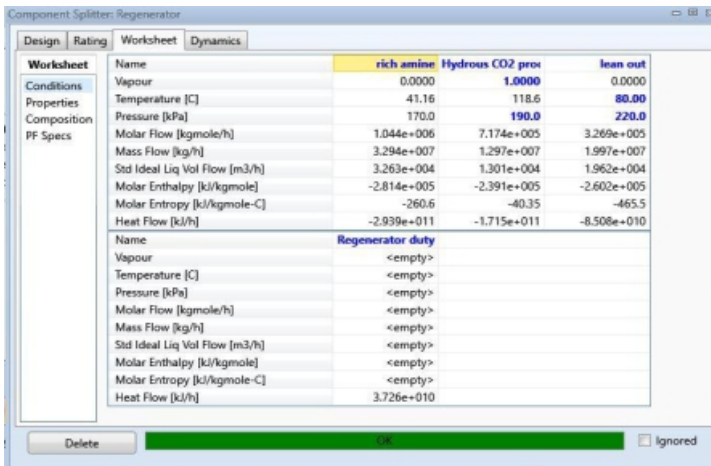 Component Splitter: Regenerator
Design Rating Worksheet Dynamics
Worksheet
Conditions
Properties
Composition
PF Specs
Name rich amine Hydrous CO2 proc lean out
Vapour 0.0000 1.0000 0.0000
Temperature [C] 41.16 118.6 80.00
Pressure [kPa] 170.0 190.0 220.0
Molar Flow [kgmole/h] 1.044e+006 7.174e+005 3.269e+005
Mass Flow [kg/h] 3.294e+007 1.297e+007 1.997e+007
Std Ideal Liq Vol Flow [m3/h] 3.263e+004 1.301e+004 1.962e+004
Molar Enthalpy [kJ/kgmole] -2.814e+005 -2.391e+005 -2.602e+005
Molar Entropy [kJ/kgmole-C] -260.6 -40.35 -465.5
Heat Flow [kJ/h] -2.939e+011 -1.715e+011 -8.508e+010
Name Regenerator duty
Vapour <empty>
Temperature [C] <empty>
Pressure [kPa] <empty>
Molar Flow [kgmole/h] <empty>
Mass Flow [kg/h] <empty>
Std Ideal Liq Vol Flow [m3/h] <empty>
Molar Enthalpy [kJ/kgmole] <empty>
Molar Entropy [kJ/kgmole-C] <empty>
Heat Flow [kJ/h] 3.726e+010
Delete OK Ignored